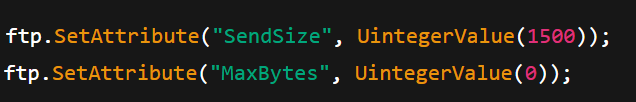 ftp.SetAttribute("SendSize", UintegerValue(1500));
ftp.SetAttribute("MaxBytes", UintegerValue(0));